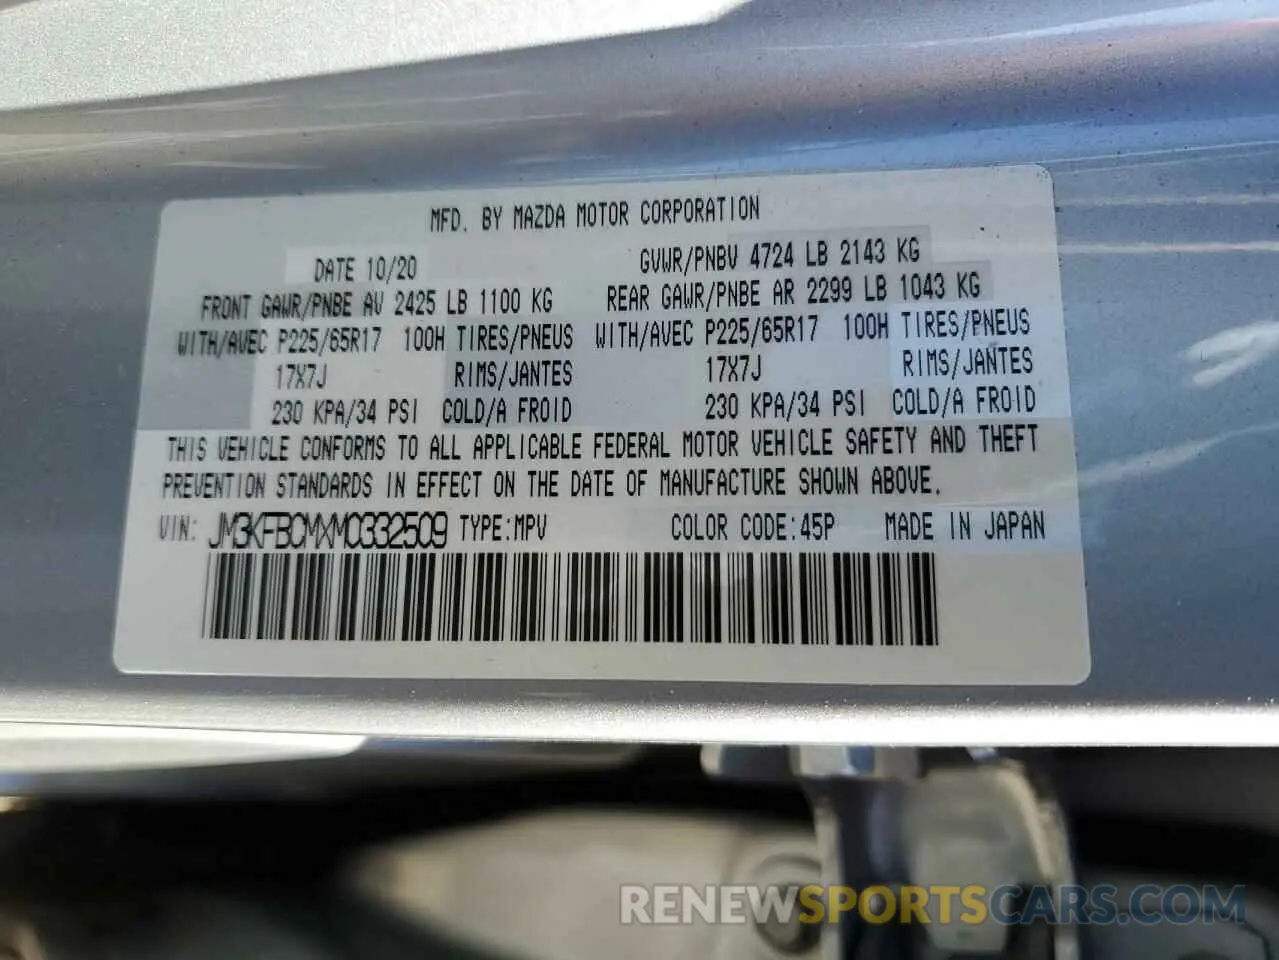 MFD. BY MAZDA MOTOR CORPORATION
DATE 10/20 GVWR/PNBV 4724 LB 2143 KG
FRONT GAWR/PNBE AV 2425 LB 1100 KG REAR GAWR/PNBE AR 2299 LB 1043 KG
WITH/AVEC P225/65R17 100H TIRES/PNEUS WITH/AVEC P225/65R17 100H TIRES/PNEUS
17X7J RIMS/JANTES 17X7J RIMS/JANTES
230 KPA/34 PSI COLD/A FROID 230 KPA/34 PSI COLD/A FROID
THIS VEHICLE CONFORMS TO ALL APPLICABLE FEDERAL MOTOR VEHICLE SAFETY AND THEFT
PREVENTION STANDARDS IN EFFECT ON THE DATE OF MANUFACTURE SHOWN ABOVE.
VIN: JM3KFBCMXM0332509 TYPE:MPV COLOR CODE:45P MADE IN JAPAN
RENEWSPORTSCARS.COM